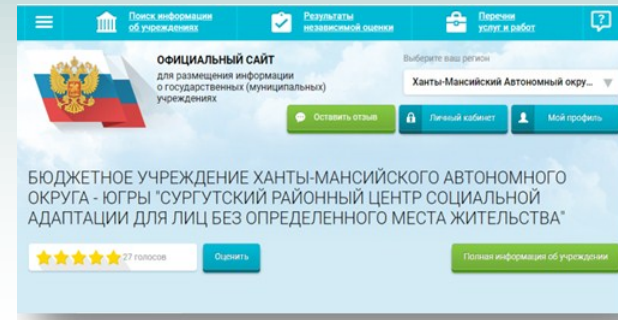 Поиск информации
об учреждениях
Результаты
независимой оценки
Перечни
услуг и работ
?
ОФИЦИАЛЬНЫЙ САЙТ
для размещения информации
о государственных (муниципальных)
учреждениях
Выберите ваш регион
Ханты-Мансийский Автономный окру...
Оставить отзыв
Личный кабинет
Мой профиль
БЮДЖЕТНОЕ УЧРЕЖДЕНИЕ ХАНТЫ-МАНСИЙСКОГО АВТОНОМНОГО
ОКРУГА - ЮГРЫ "СУРГУТСКИЙ РАЙОННЫЙ ЦЕНТР СОЦИАЛЬНОЙ
АДАПТАЦИИ ДЛЯ ЛИЦ БЕЗ ОПРЕДЕЛЕННОГО МЕСТА ЖИТЕЛЬСТВА"
27 голосов
Оценить
Полная информация об учреждении